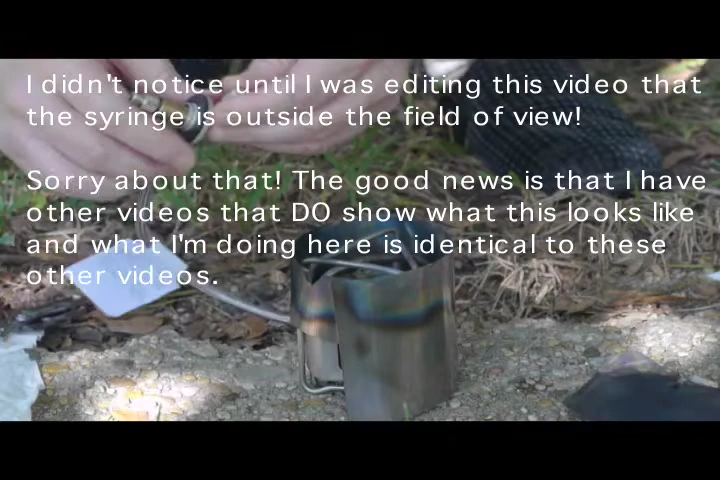 I didn't notice until I was editing this video that
the syringe is outside the field of view!
Sorry about that! The good news is that I have
other videos that DO show what this looks like
and what I'm doing here is identical to these
other videos.